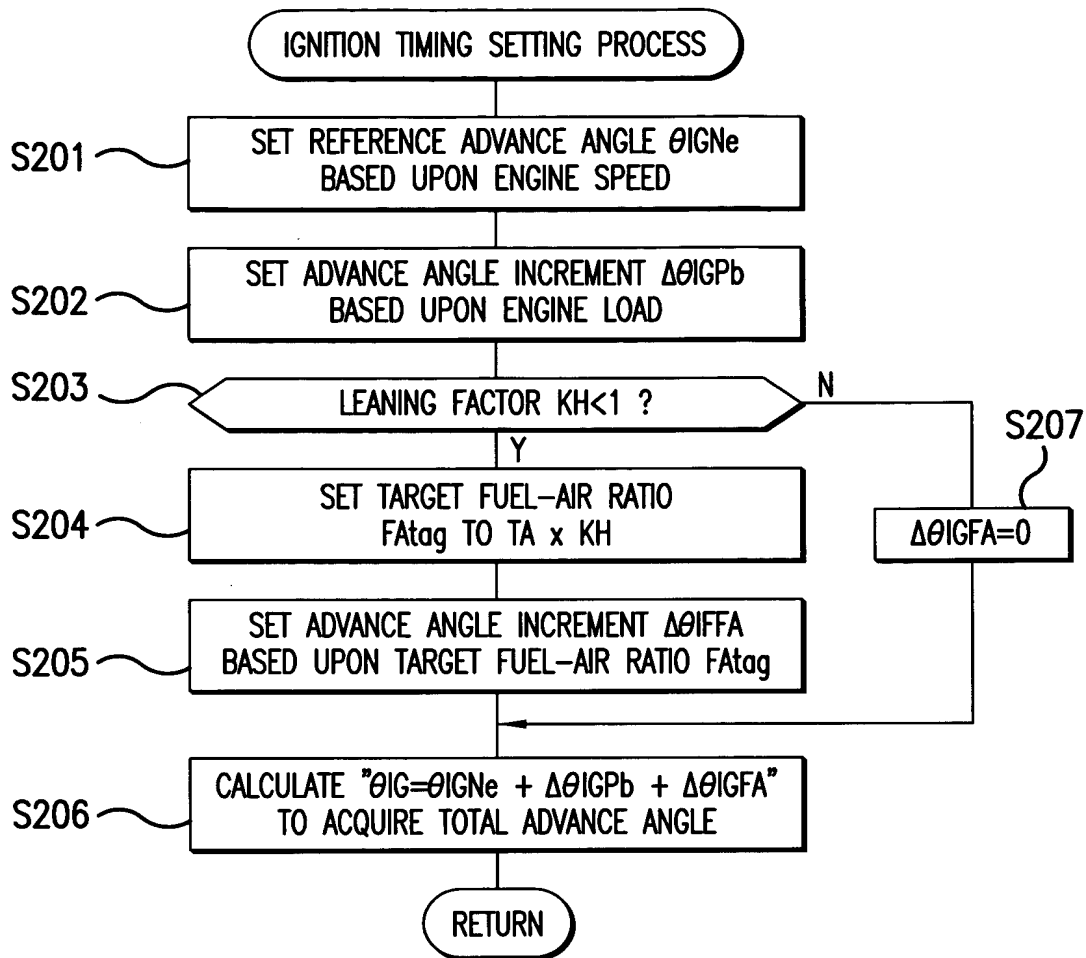 IGNITION TIMING SETTING PROCESS
S201
SET REFERENCE ADVANCE ANGLE θIGNe
BASED UPON ENGINE SPEED
S202
SET ADVANCE ANGLE INCREMENT ΔθIGPb
BASED UPON ENGINE LOAD
S203
LEANING FACTOR KH<1 ?
N
Y
S207
ΔθIGFA=0
S204
SET TARGET FUEL-AIR RATIO
FAtag TO TA x KH
S205
SET ADVANCE ANGLE INCREMENT ΔθIFFA
BASED UPON TARGET FUEL-AIR RATIO FAtag
S206
CALCULATE "θIG=θIGNe + ΔθIGPb + ΔθIGFA"
TO ACQUIRE TOTAL ADVANCE ANGLE
RETURN